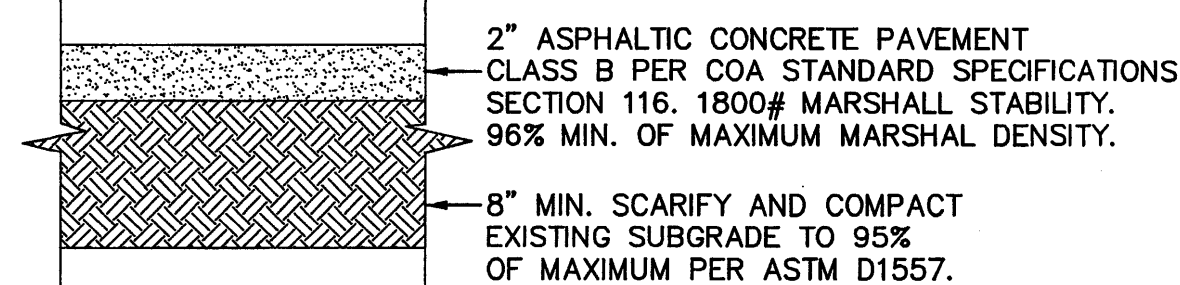 2" ASPHALTIC CONCRETE PAVEMENT
CLASS B PER COA STANDARD SPECIFICATIONS
SECTION 116. 1800# MARSHALL STABILITY.
96% MIN. OF MAXIMUM MARSHAL DENSITY.
8" MIN. SCARIFY AND COMPACT
EXISTING SUBGRADE TO 95%
OF MAXIMUM PER ASTM D1557.